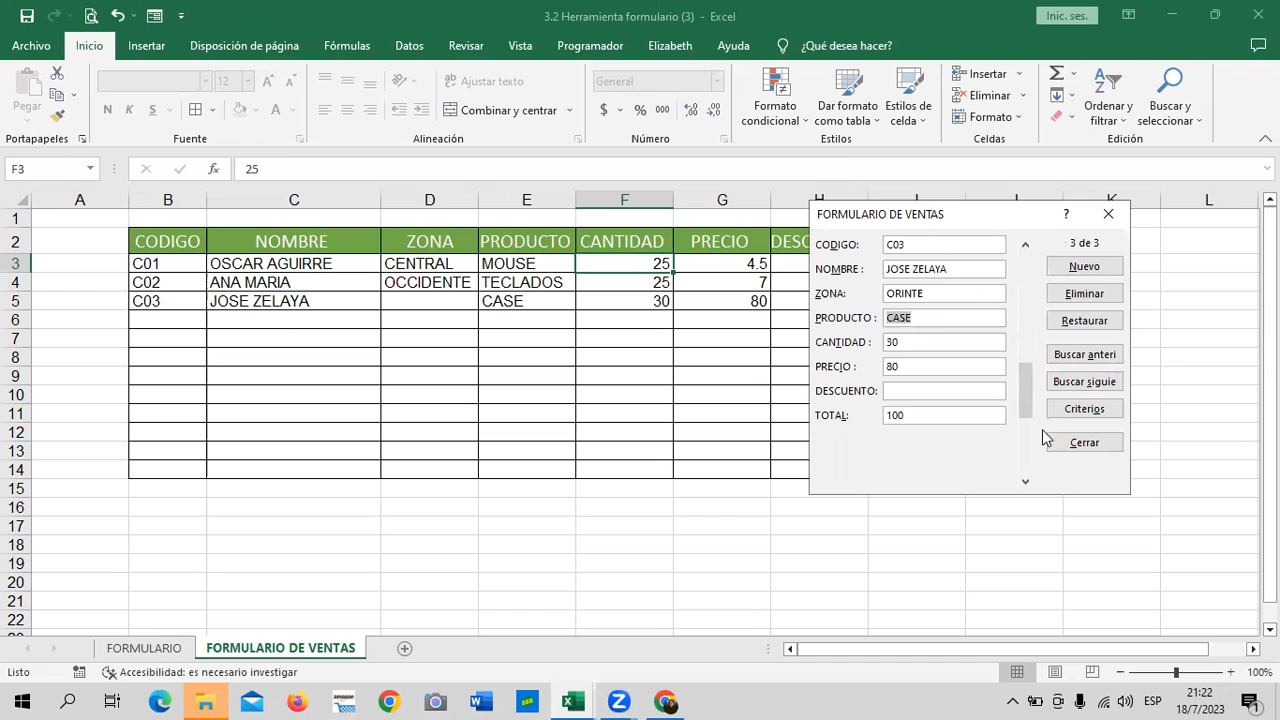 3.2 Herramienta formulario (3) - Excel
Inic. ses.
Archivo Inicio Insertar Disposición de página Fórmulas Datos Revisar Vista Programador Elizabeth Ayuda ¿Qué desea hacer?
Pegar
12
Ajustar texto
General
N K S
Combinar y centrar
$ % 000
Formato condicional
Dar formato como tabla
Estilos de celda
Insertar
Eliminar
Formato
Ordenar y filtrar
Buscar y seleccionar
Portapapeles Fuente Alineación Número Estilos Celdas Edición
F3 fx 25
A B C D E F G H L
1
2 CODIGO NOMBRE ZONA PRODUCTO CANTIDAD PRECIO DESC
3 C01 OSCAR AGUIRRE CENTRAL MOUSE 25 4.5
4 C02 ANA MARIA OCCIDENTE TECLADOS 25 7
5 C03 JOSE ZELAYA CASE 30 80
6
7
8
9
10
11
12
13
14
15
16
17
18
19
20
21
22
FORMULARIO DE VENTAS ?
CODIGO: C03
NOMBRE : JOSE ZELAYA
ZONA: ORINTE
PRODUCTO : CASE
CANTIDAD : 30
PRECIO : 80
DESCUENTO:
TOTAL: 100
3 de 3
Nuevo
Eliminar
Restaurar
Buscar anteri
Buscar siguie
Criterios
Cerrar
FORMULARIO FORMULARIO DE VENTAS
Listo Accesibilidad: es necesario investigar 100%
ESP
21:22
18/7/2023